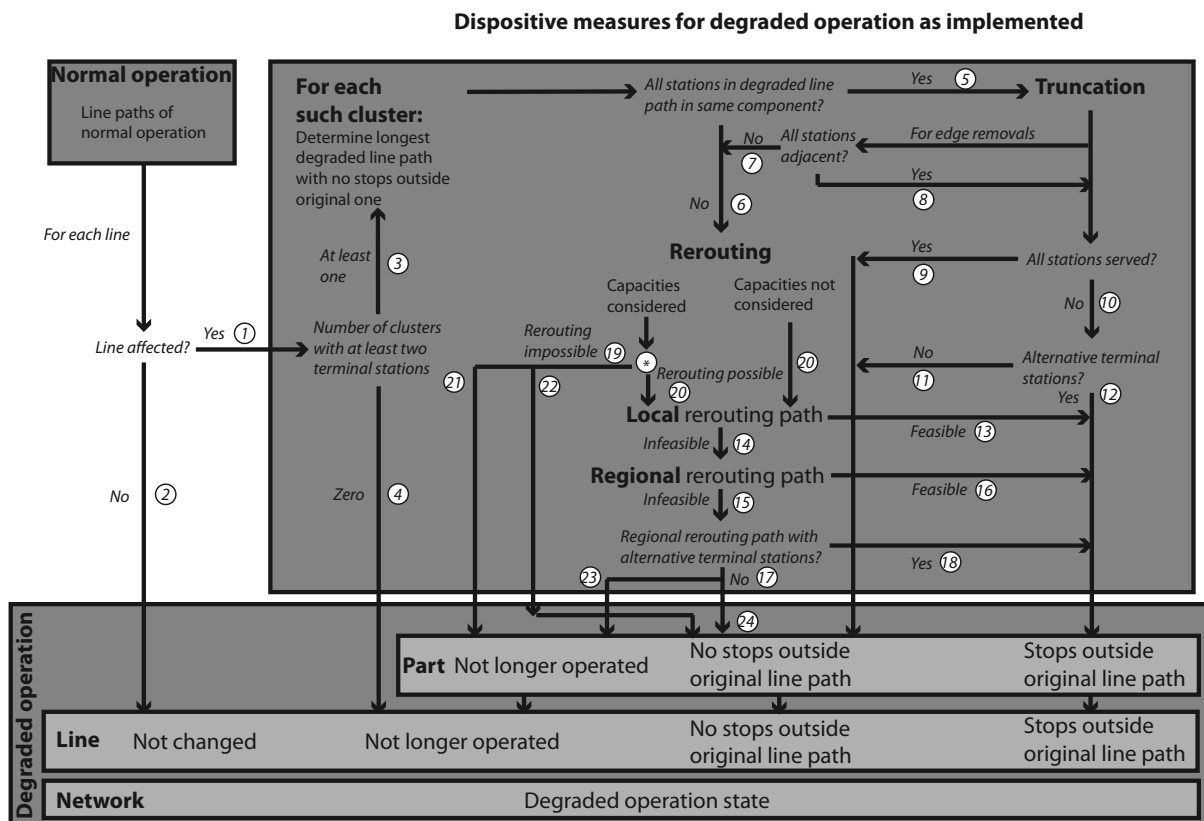 Dispositive measures for degraded operation as implemented
Normal operation
Line paths of
normal operation
For each line
Line affected?
Yes 1
No 2
For each
such cluster:
Determine longest
degraded line path
with no stops outside
original one
At least
one
3
Number of clusters
with at least two
terminal stations
Zero 4
All stations in degraded line
path in same component?
Yes 5
Truncation
For edge removals
All stations
adjacent?
No
7
Yes
8
No 6
Rerouting
Capacities
considered
Capacities not
considered
Rerouting
impossible 19
*
Rerouting possible
20
20
21
22
Local rerouting path
Feasible 13
Infeasible 14
Regional rerouting path
Feasible 16
Infeasible 15
Regional rerouting path with
alternative terminal stations?
Yes 18
No 17
23
24
All stations served?
Yes
9
No 10
Alternative terminal
stations?
No
11
Yes 12
Degraded operation
Part
Not longer operated
No stops outside
original line path
Stops outside
original line path
Line
Not changed
Not longer operated
No stops outside
original line path
Stops outside
original line path
Network
Degraded operation state